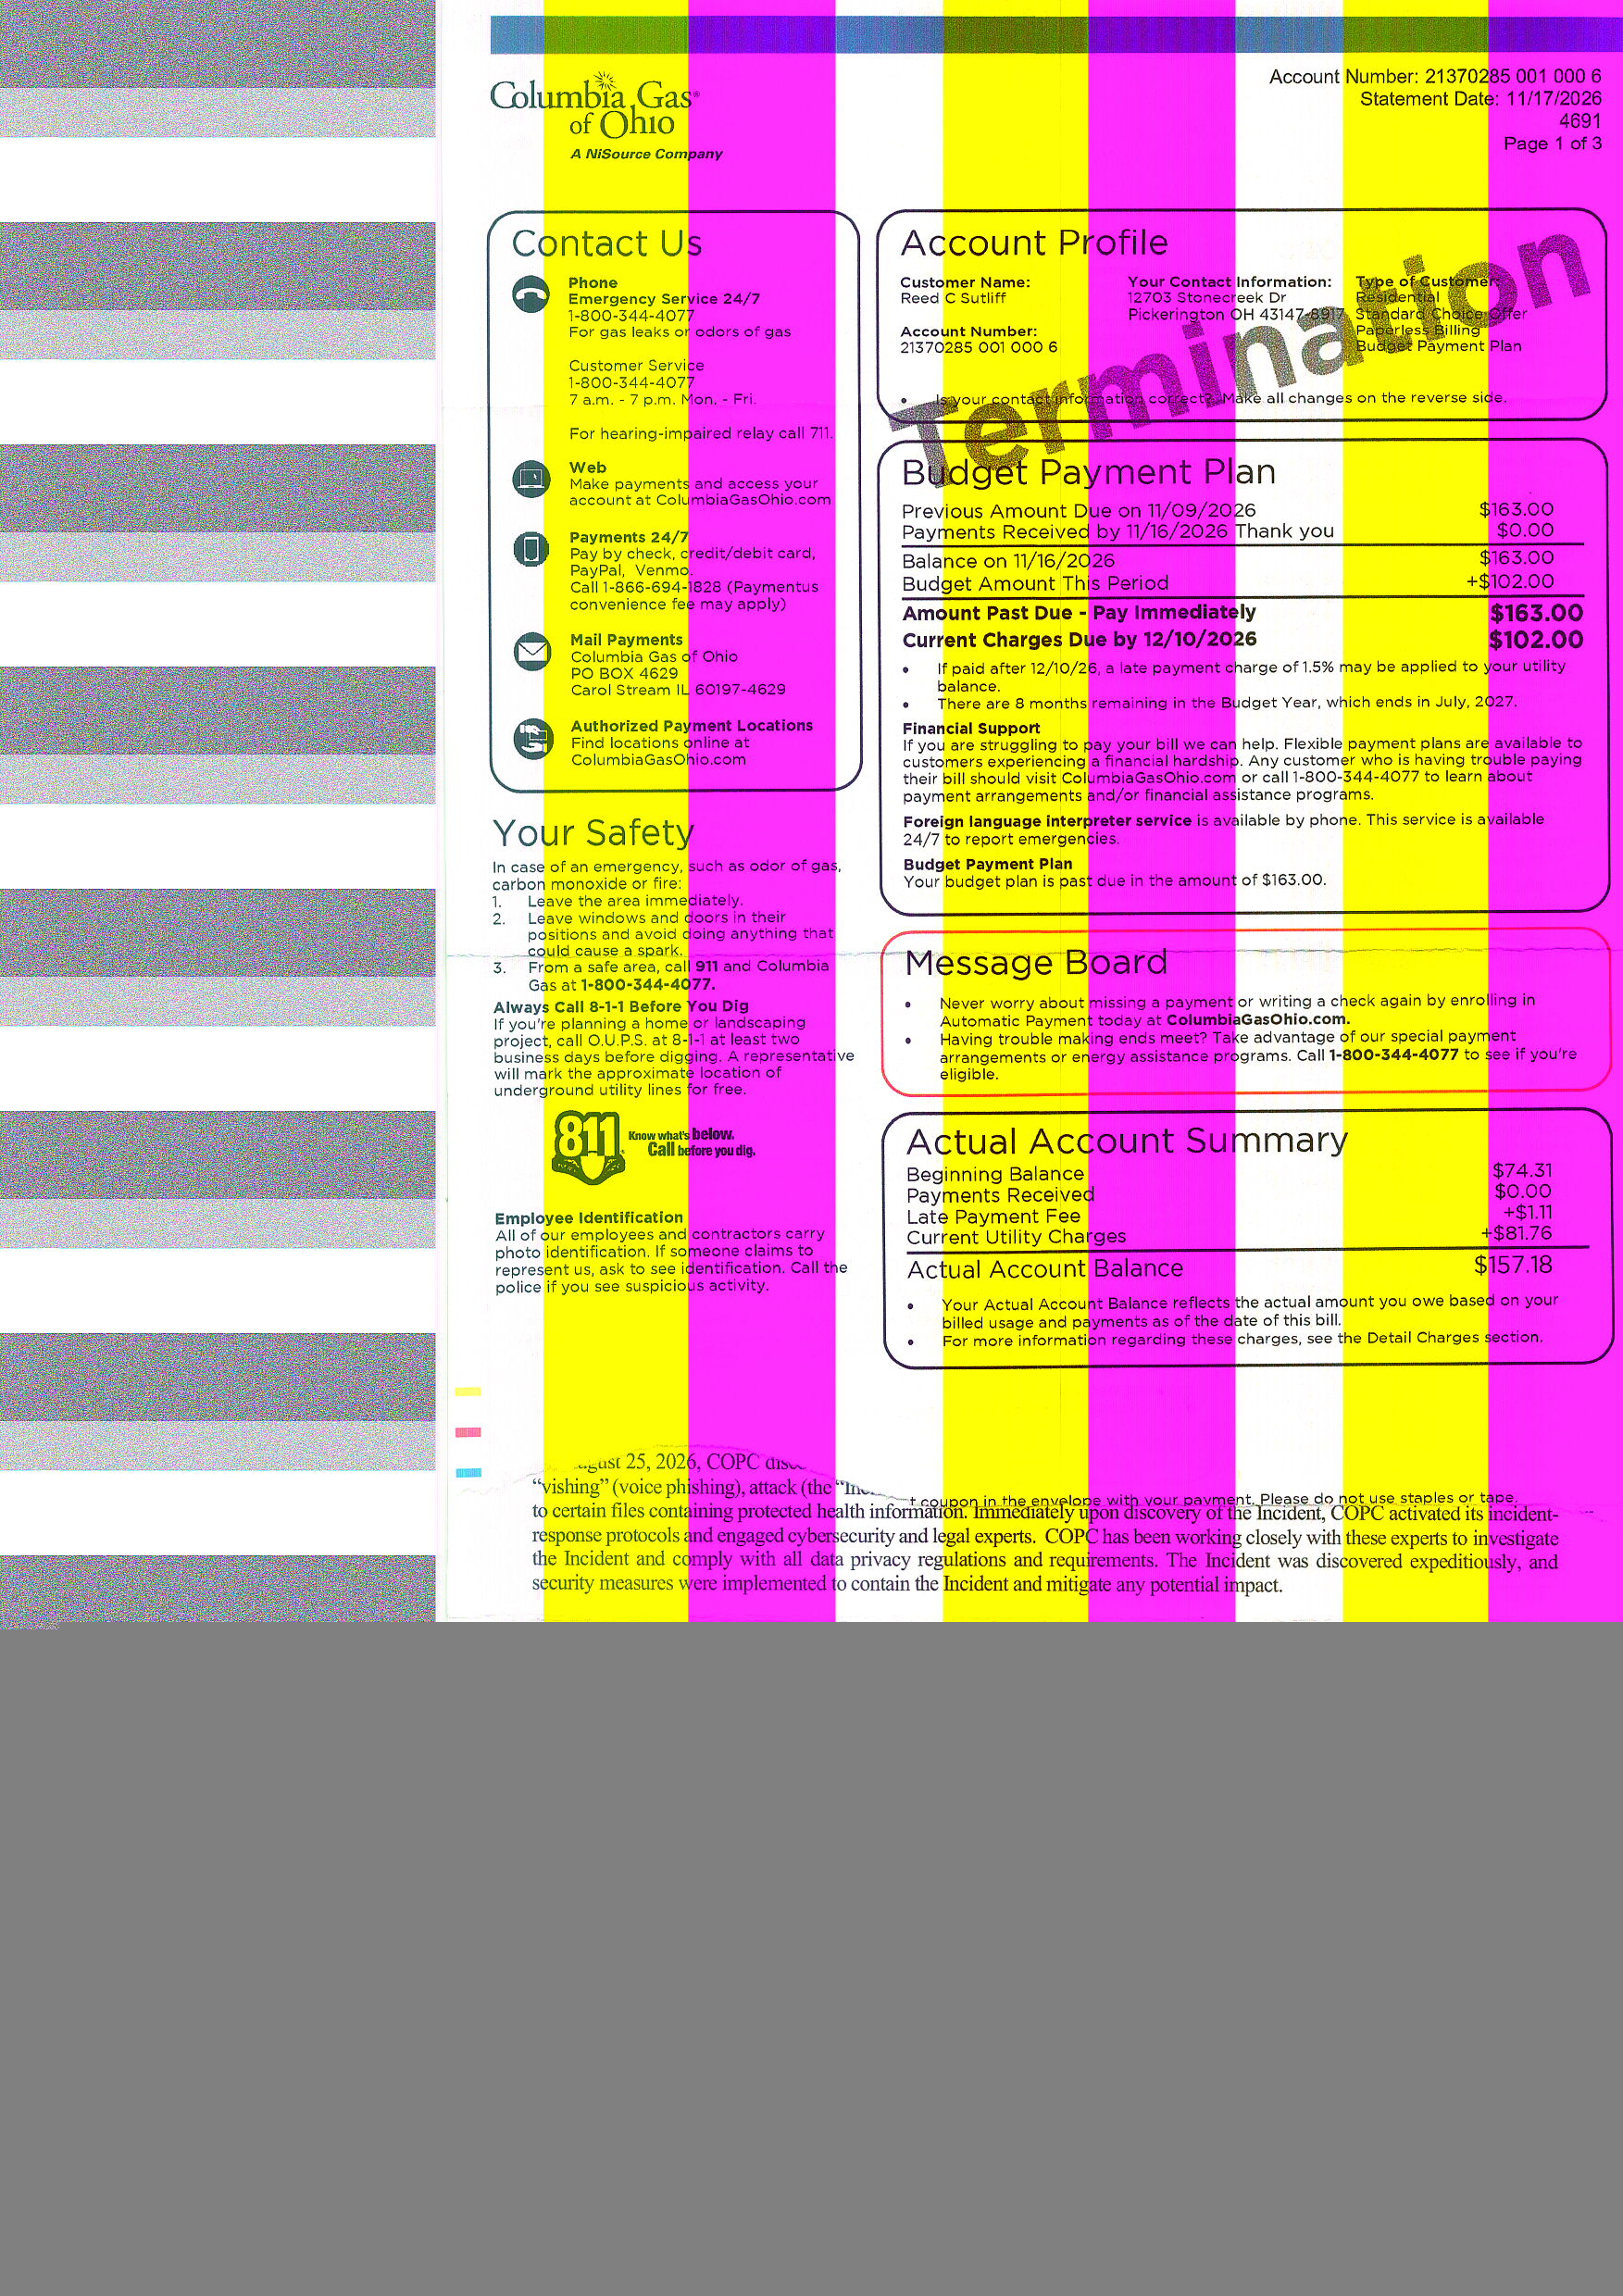 Columbia Gas®
of Ohio
A NiSource Company
Account Number: 21370285 001 000 6
Statement Date: 11/17/2026
4691
Page 1 of 3
Contact Us
Phone
Emergency Service 24/7
1-800-344-4077
For gas leaks or odors of gas
Customer Service
1-800-344-4077
7 a.m. - 7 p.m. Mon. - Fri.
For hearing-impaired relay call 711.
Web
Make payments and access your
account at ColumbiaGasOhio.com
Payments 24/7
Pay by check, credit/debit card,
PayPal, Venmo.
Call 1-866-694-1828 (Paymentus
convenience fee may apply)
Mail Payments
Columbia Gas of Ohio
PO BOX 4629
Carol Stream IL 60197-4629
Authorized Payment Locations
Find locations online at
ColumbiaGasOhio.com
Your Safety
In case of an emergency, such as odor of gas,
carbon monoxide or fire:
1. Leave the area immediately.
2. Leave windows and doors in their
positions and avoid doing anything that
could cause a spark.
3. From a safe area, call 911 and Columbia
Gas at 1-800-344-4077.
Always Call 8-1-1 Before You Dig
If you're planning a home or landscaping
project, call O.U.P.S. at 8-1-1 at least two
business days before digging. A representative
will mark the approximate location of
underground utility lines for free.
811 Know what's below.
Call before you dig.
Employee Identification
All of our employees and contractors carry
photo identification. If someone claims to
represent us, ask to see identification. Call the
police if you see suspicious activity.
Account Profile
Customer Name:
Reed C Sutliff
Account Number:
21370285 001 000 6
Your Contact Information:
12703 Stonecreek Dr
Pickerington OH 43147-8917
Type of Customer:
Residential
Standard Choice Offer
Paperless Billing
Budget Payment Plan
• Is your contact information correct? Make all changes on the reverse side.
Termination
Budget Payment Plan
Previous Amount Due on 11/09/2026 $163.00
Payments Received by 11/16/2026 Thank you $0.00
Balance on 11/16/2026 $163.00
Budget Amount This Period +$102.00
Amount Past Due - Pay Immediately $163.00
Current Charges Due by 12/10/2026 $102.00
• If paid after 12/10/26, a late payment charge of 1.5% may be applied to your utility
balance.
• There are 8 months remaining in the Budget Year, which ends in July, 2027.
Financial Support
If you are struggling to pay your bill we can help. Flexible payment plans are available to
customers experiencing a financial hardship. Any customer who is having trouble paying
their bill should visit ColumbiaGasOhio.com or call 1-800-344-4077 to learn about
payment arrangements and/or financial assistance programs.
Foreign language interpreter service is available by phone. This service is available
24/7 to report emergencies.
Budget Payment Plan
Your budget plan is past due in the amount of $163.00.
Message Board
• Never worry about missing a payment or writing a check again by enrolling in
Automatic Payment today at ColumbiaGasOhio.com.
• Having trouble making ends meet? Take advantage of our special payment
arrangements or energy assistance programs. Call 1-800-344-4077 to see if you're
eligible.
Actual Account Summary
Beginning Balance $74.31
Payments Received $0.00
Late Payment Fee +$1.11
Current Utility Charges +$81.76
Actual Account Balance $157.18
• Your Actual Account Balance reflects the actual amount you owe based on your
billed usage and payments as of the date of this bill.
• For more information regarding these charges, see the Detail Charges section.
25, 2026, COPC
"vishing" (voice phishing), attack (the
coupon in the envelope with your payment. Please do not use staples or tape.
to certain files containing protected health information. Immediately upon discovery of the Incident, COPC activated its incident-
response protocols and engaged cybersecurity and legal experts. COPC has been working closely with these experts to investigate
the Incident and comply with all data privacy regulations and requirements. The Incident was discovered expeditiously, and
security measures were implemented to contain the Incident and mitigate any potential impact.